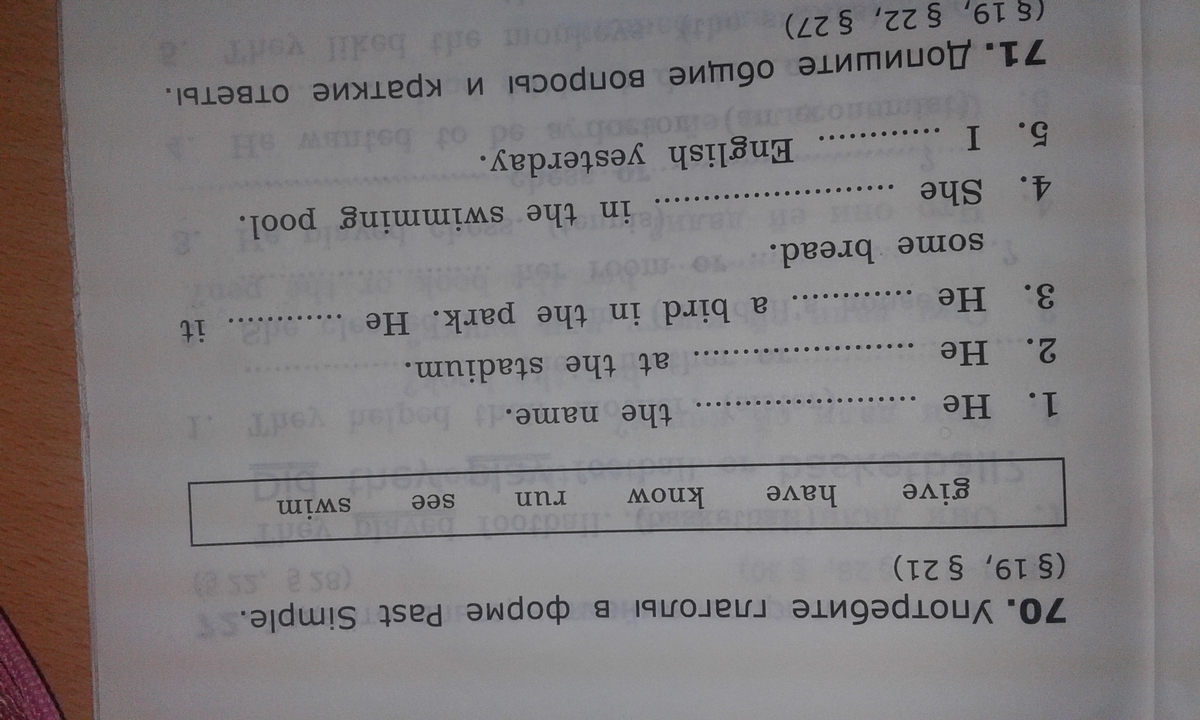 70. Употребите глаголы в форме Past Simple.
(§ 19, § 21)
give have know run see swim
1. He ........................ the name.
2. He ........................ at the stadium.
3. He ............ a bird in the park. He ............ it
some bread.
4. She ........................ in the swimming pool.
5. I ............. English yesterday.
71. Допишите общие вопросы и краткие ответы.
(§ 19, § 22, § 27)